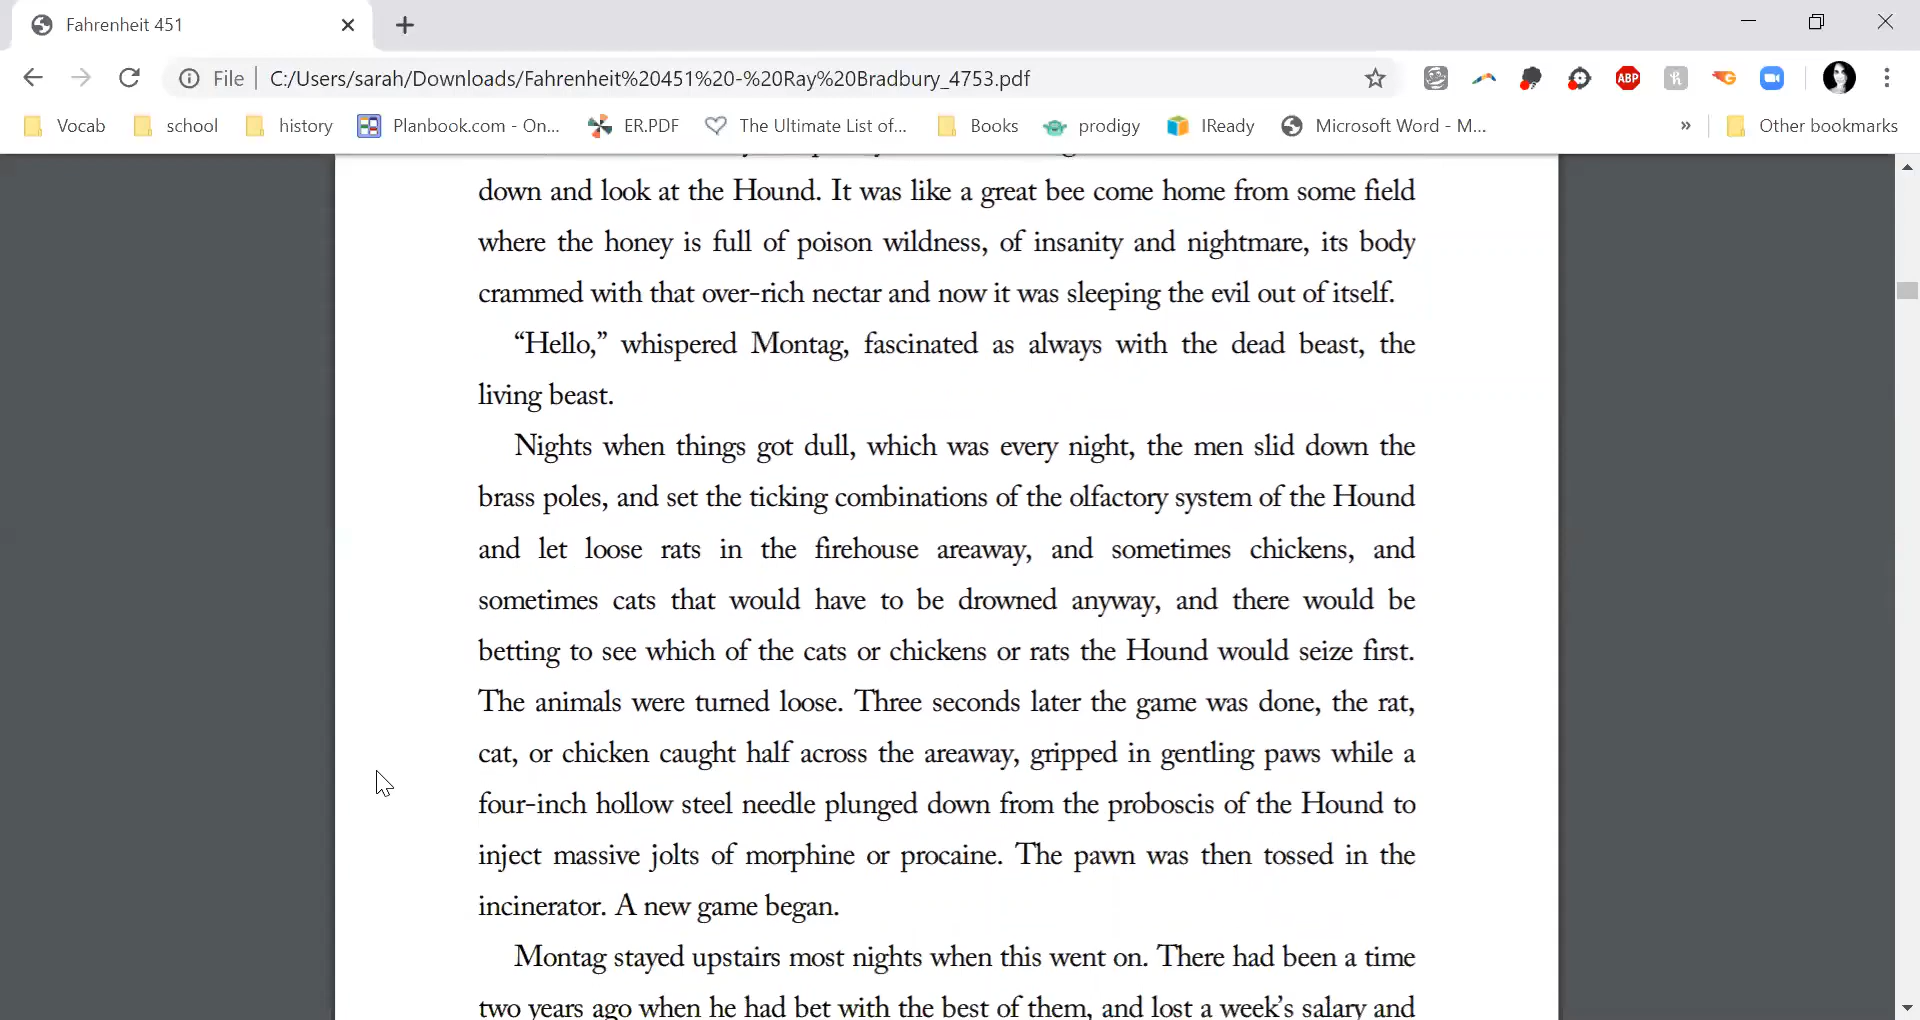 Fahrenheit 451
File
C:/Users/sarah/Downloads/Fahrenheit%20451%20-%20Ray%20Bradbury_4753.pdf
ABP
Vocab
school
history
Planbook.com - On...
ER.PDF
The Ultimate List of...
Books
prodigy
IReady
Microsoft Word - M...
»
Other bookmarks
down and look at the Hound. It was like a great bee come home from some field
where the honey is full of poison wildness, of insanity and nightmare, its body
crammed with that over-rich nectar and now it was sleeping the evil out of itself.
“Hello,” whispered Montag, fascinated as always with the dead beast, the
living beast.
Nights when things got dull, which was every night, the men slid down the
brass poles, and set the ticking combinations of the olfactory system of the Hound
and let loose rats in the firehouse areaway, and sometimes chickens, and
sometimes cats that would have to be drowned anyway, and there would be
betting to see which of the cats or chickens or rats the Hound would seize first.
The animals were turned loose. Three seconds later the game was done, the rat,
cat, or chicken caught half across the areaway, gripped in gentling paws while a
four-inch hollow steel needle plunged down from the proboscis of the Hound to
inject massive jolts of morphine or procaine. The pawn was then tossed in the
incinerator. A new game began.
Montag stayed upstairs most nights when this went on. There had been a time
two years ago when he had bet with the best of them, and lost a week’s salary and